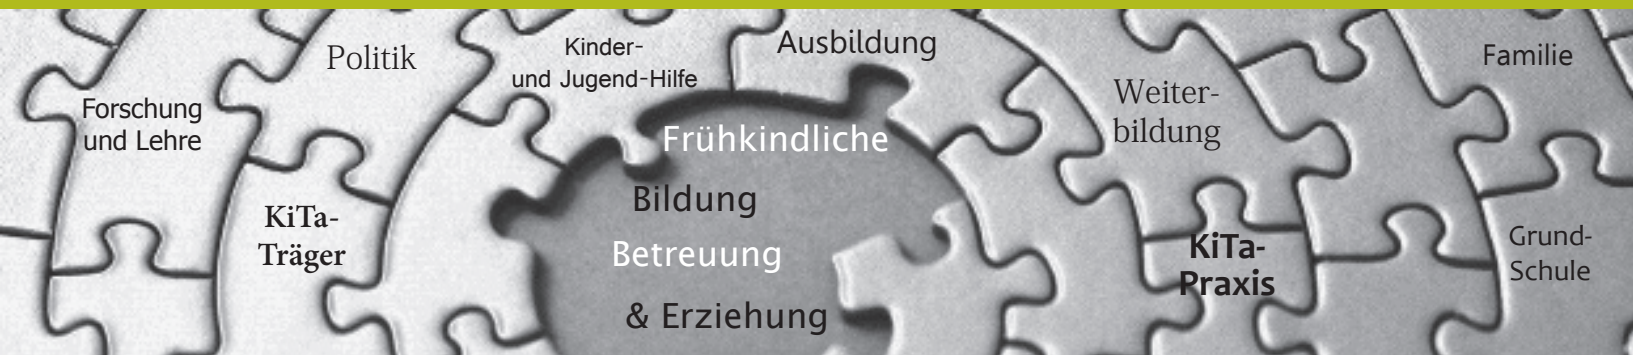 Politik
Kinder-
und Jugend-Hilfe
Ausbildung
Familie
Forschung
und Lehre
Weiter-
bildung
Frühkindliche
Bildung
Betreuung
& Erziehung
KiTa-
Träger
KiTa-
Praxis
Grund-
Schule